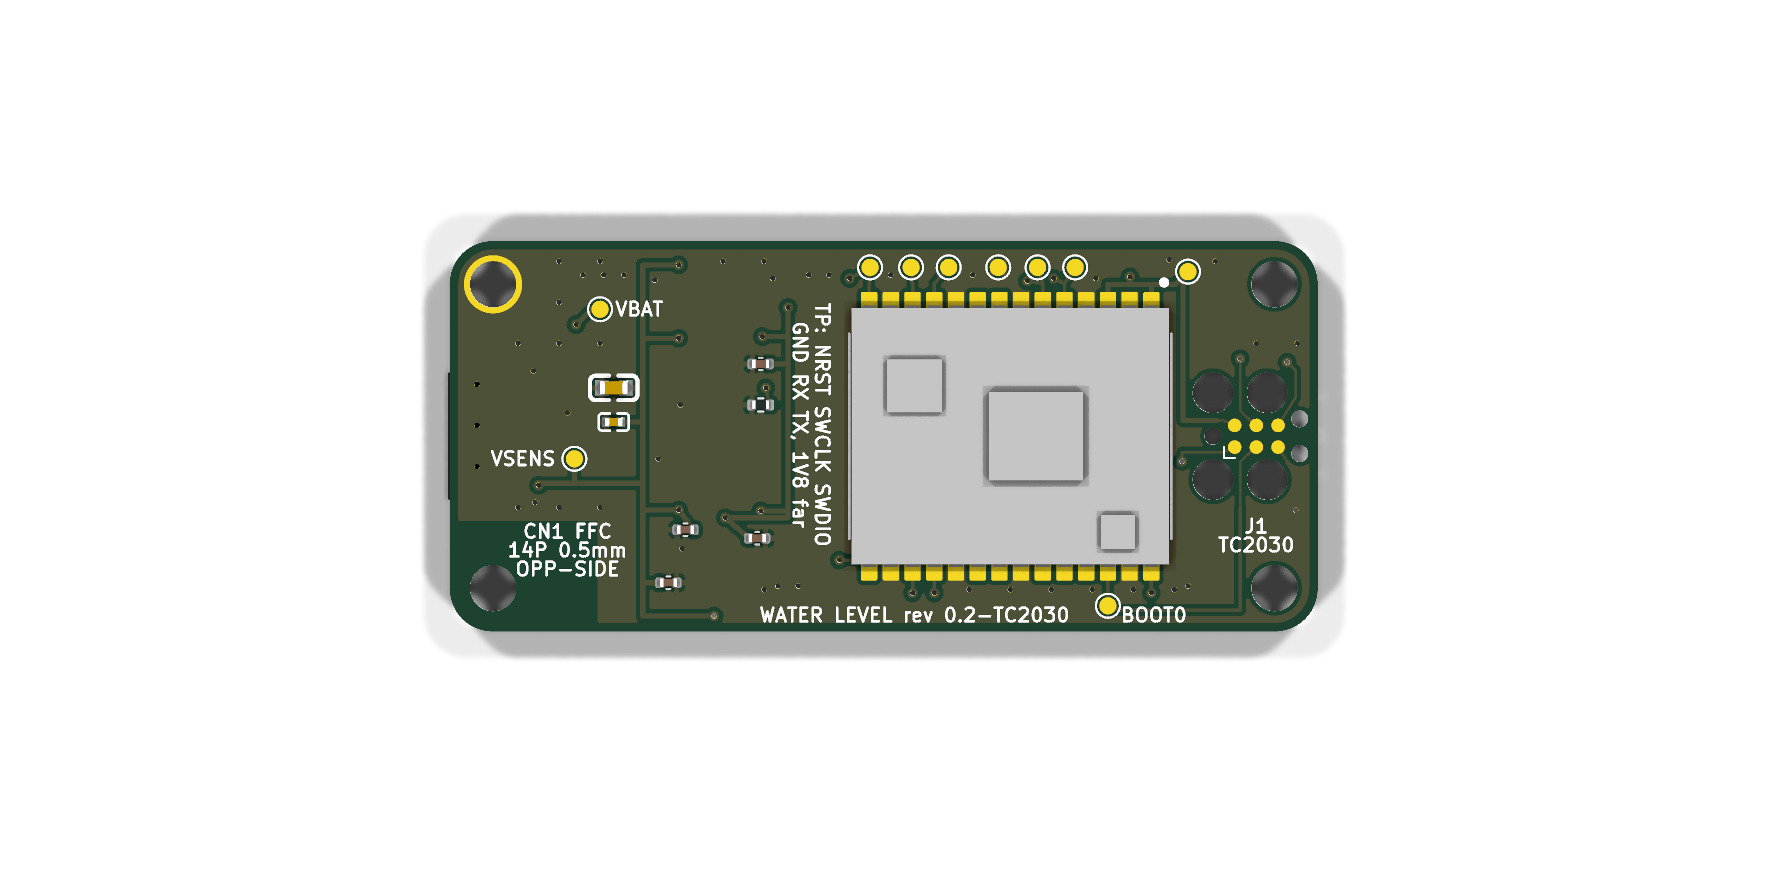 VBAT
TP: NRST SWCLK SWDIO
GND RX TX, 1V8 far
VSENS
CN1 FFC
14P 0.5mm
OPP-SIDE
J1
TC2030
WATER LEVEL rev 0.2-TC2030
BOOT0